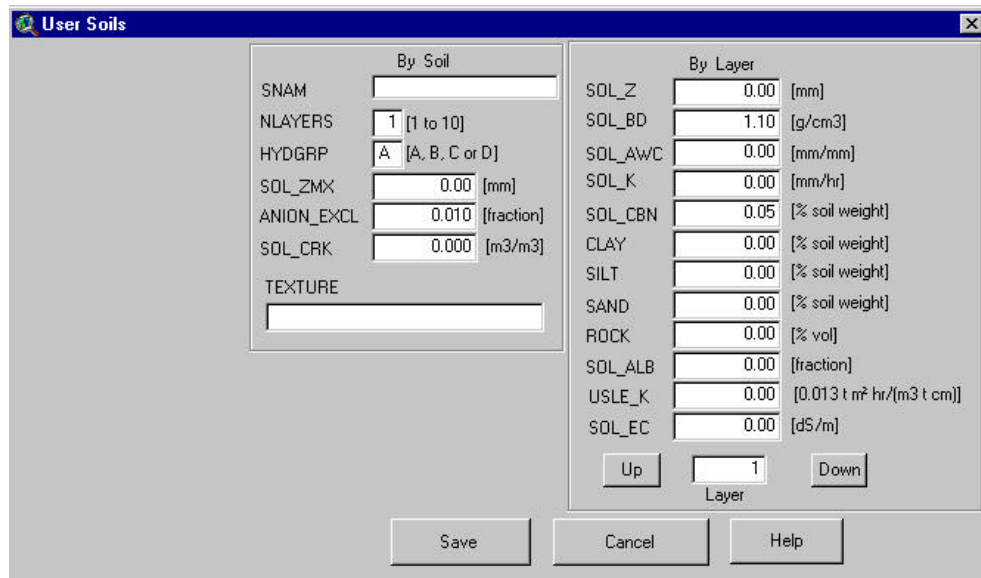 User Soils
By Soil
SNAM
NLAYERS 1 [1 to 10]
HYDGRP A [A, B, C or D]
SOL_ZMX 0.00 [mm]
ANION_EXCL 0.010 [fraction]
SOL_CRK 0.000 [m3/m3]
TEXTURE
By Layer
SOL_Z 0.00 [mm]
SOL_BD 1.10 [g/cm3]
SOL_AWC 0.00 [mm/mm]
SOL_K 0.00 [mm/hr]
SOL_CBN 0.05 [% soil weight]
CLAY 0.00 [% soil weight]
SILT 0.00 [% soil weight]
SAND 0.00 [% soil weight]
ROCK 0.00 [% vol]
SOL_ALB 0.00 [fraction]
USLE_K 0.00 [0.013 t m² hr/(m3 t cm)]
SOL_EC 0.00 [dS/m]
Up 1 Down
Layer
Save Cancel Help